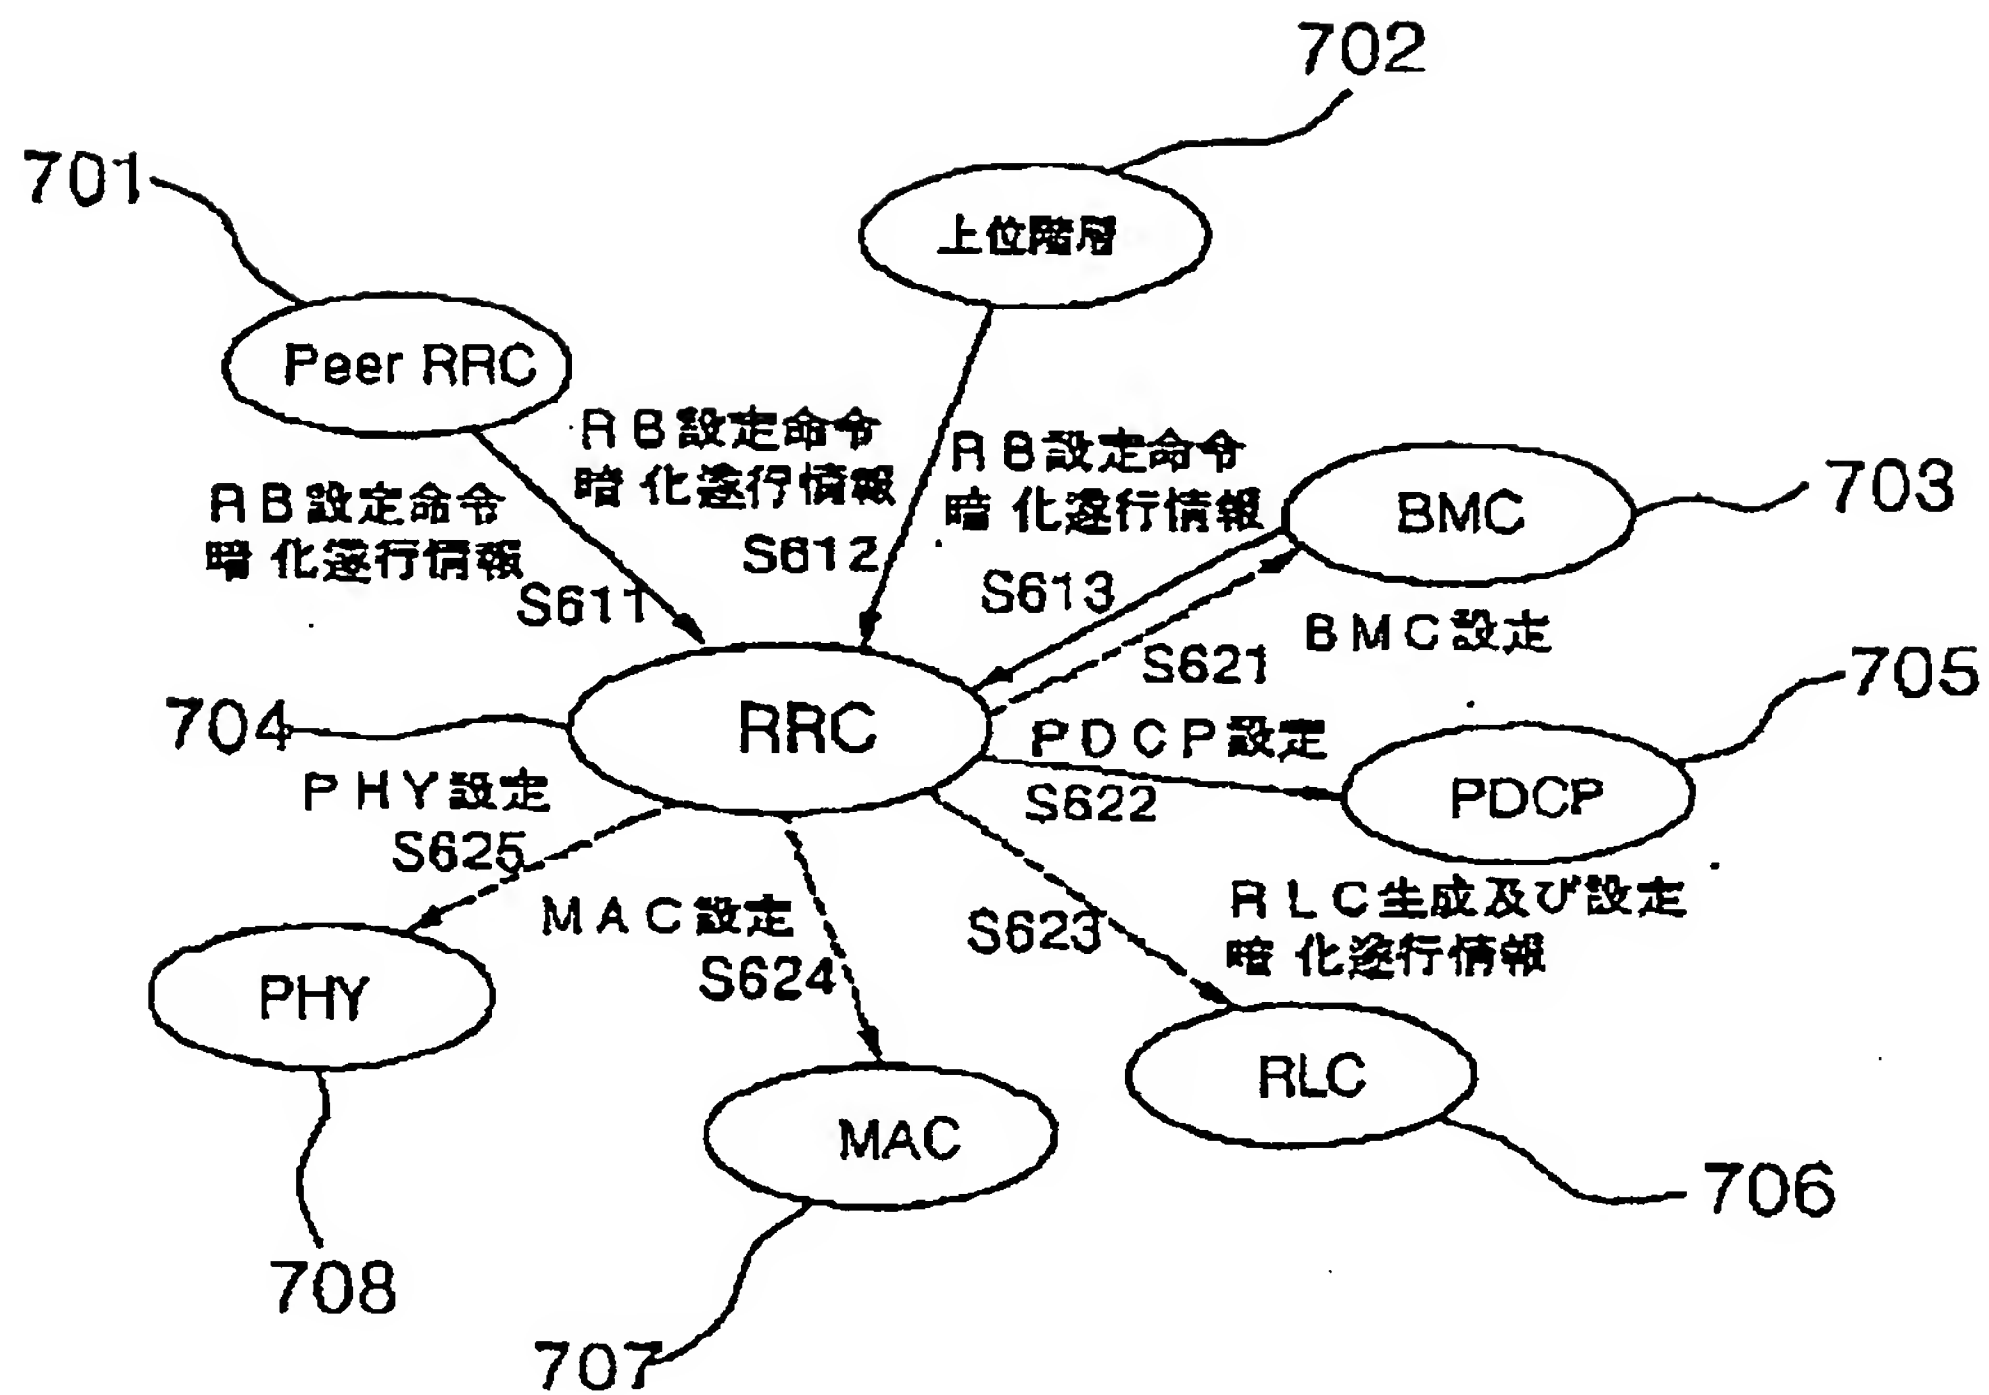 702
701
上位階層
Peer RRC
RB設定命令
暗 化遂行情報
RB設定命令
暗 化遂行情報
RB設定命令
暗 化遂行情報
BMC
703
S612
S611
S613
BMC設定
S621
705
704
RRC
PDCP設定
PDCP
S622
PHY設定
S625
MAC設定
S624
S623
RLC生成及び設定
暗 化遂行情報
PHY
RLC
MAC
706
708
707